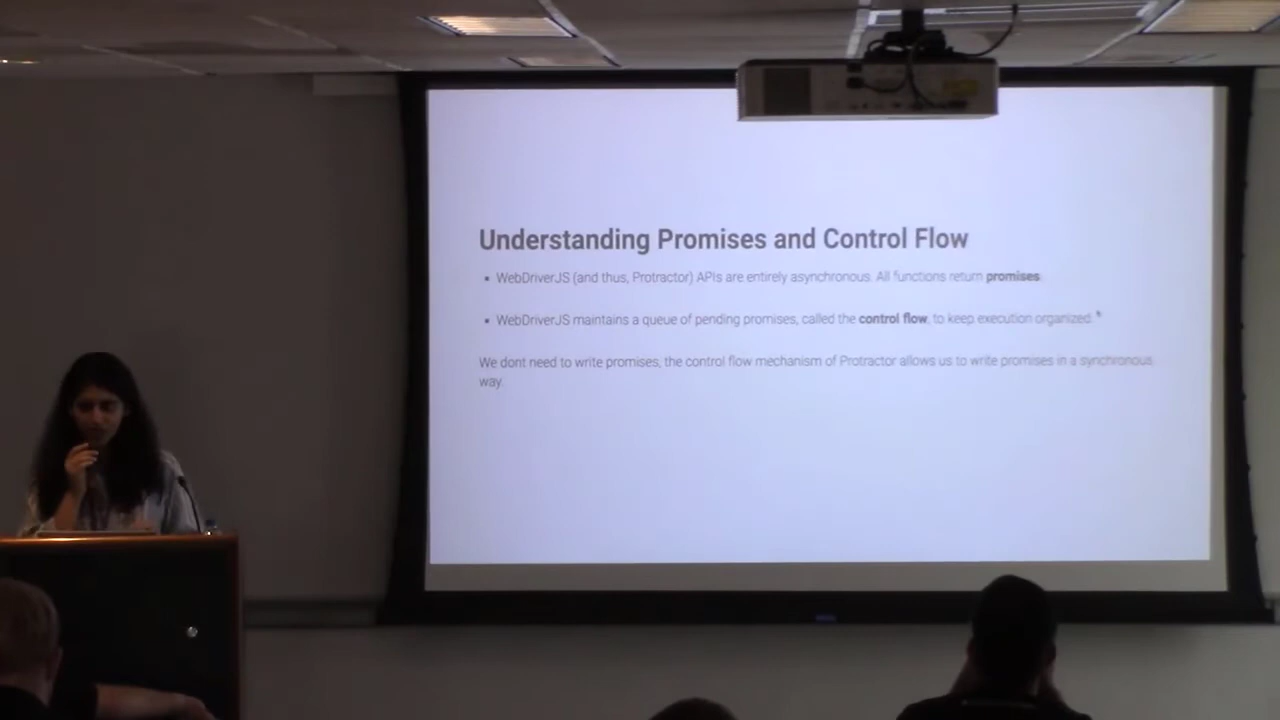 Understanding Promises and Control Flow
• WebDriverJS (and thus, Protractor) APIs are entirely asynchronous. All functions return promises.
• WebDriverJS maintains a queue of pending promises, called the control flow, to keep execution organized.
We dont need to write promises, the control flow mechanism of Protractor allows us to write promises in a synchronous
way.